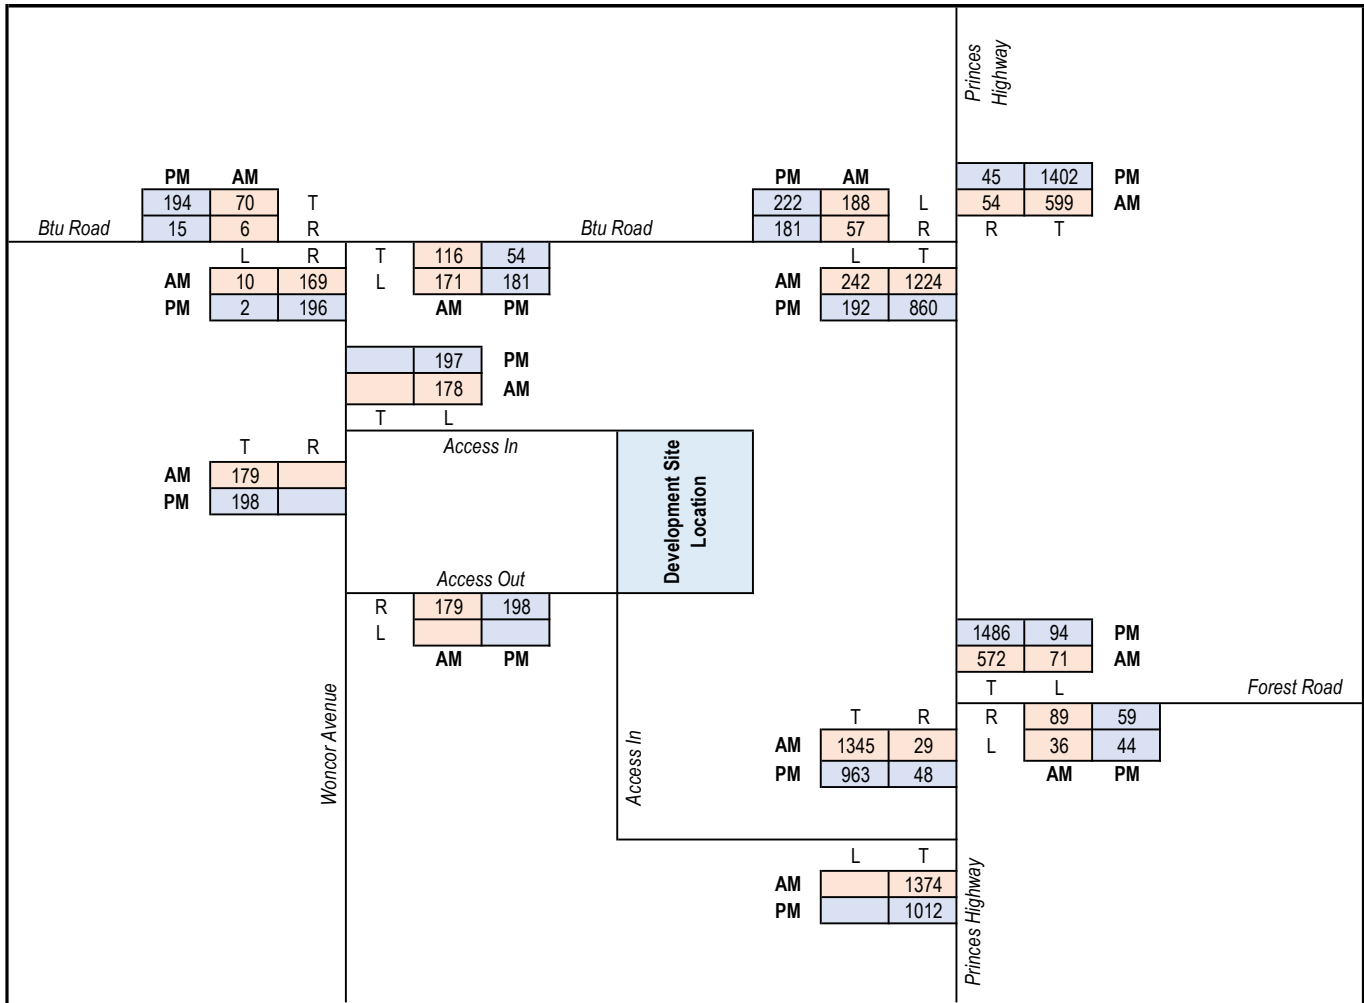 Princes
Highway
PM AM
194 70 T
15 6 R
Btu Road
Btu Road
PM AM
222 188 L
181 57 R
45 1402 PM
54 599 AM
R T
L R
AM 10 169
PM 2 196
T 116 54
L 171 181
AM PM
L T
AM 242 1224
PM 192 860
197 PM
178 AM
T L
Access In
T R
AM 179
PM 198
Development Site
Location
Access Out
R 179 198
L
AM PM
1486 94 PM
572 71 AM
T L
Forest Road
R 89 59
L 36 44
AM PM
T R
AM 1345 29
PM 963 48
Woncor Avenue
Access In
L T
AM 1374
PM 1012
Princes Highway